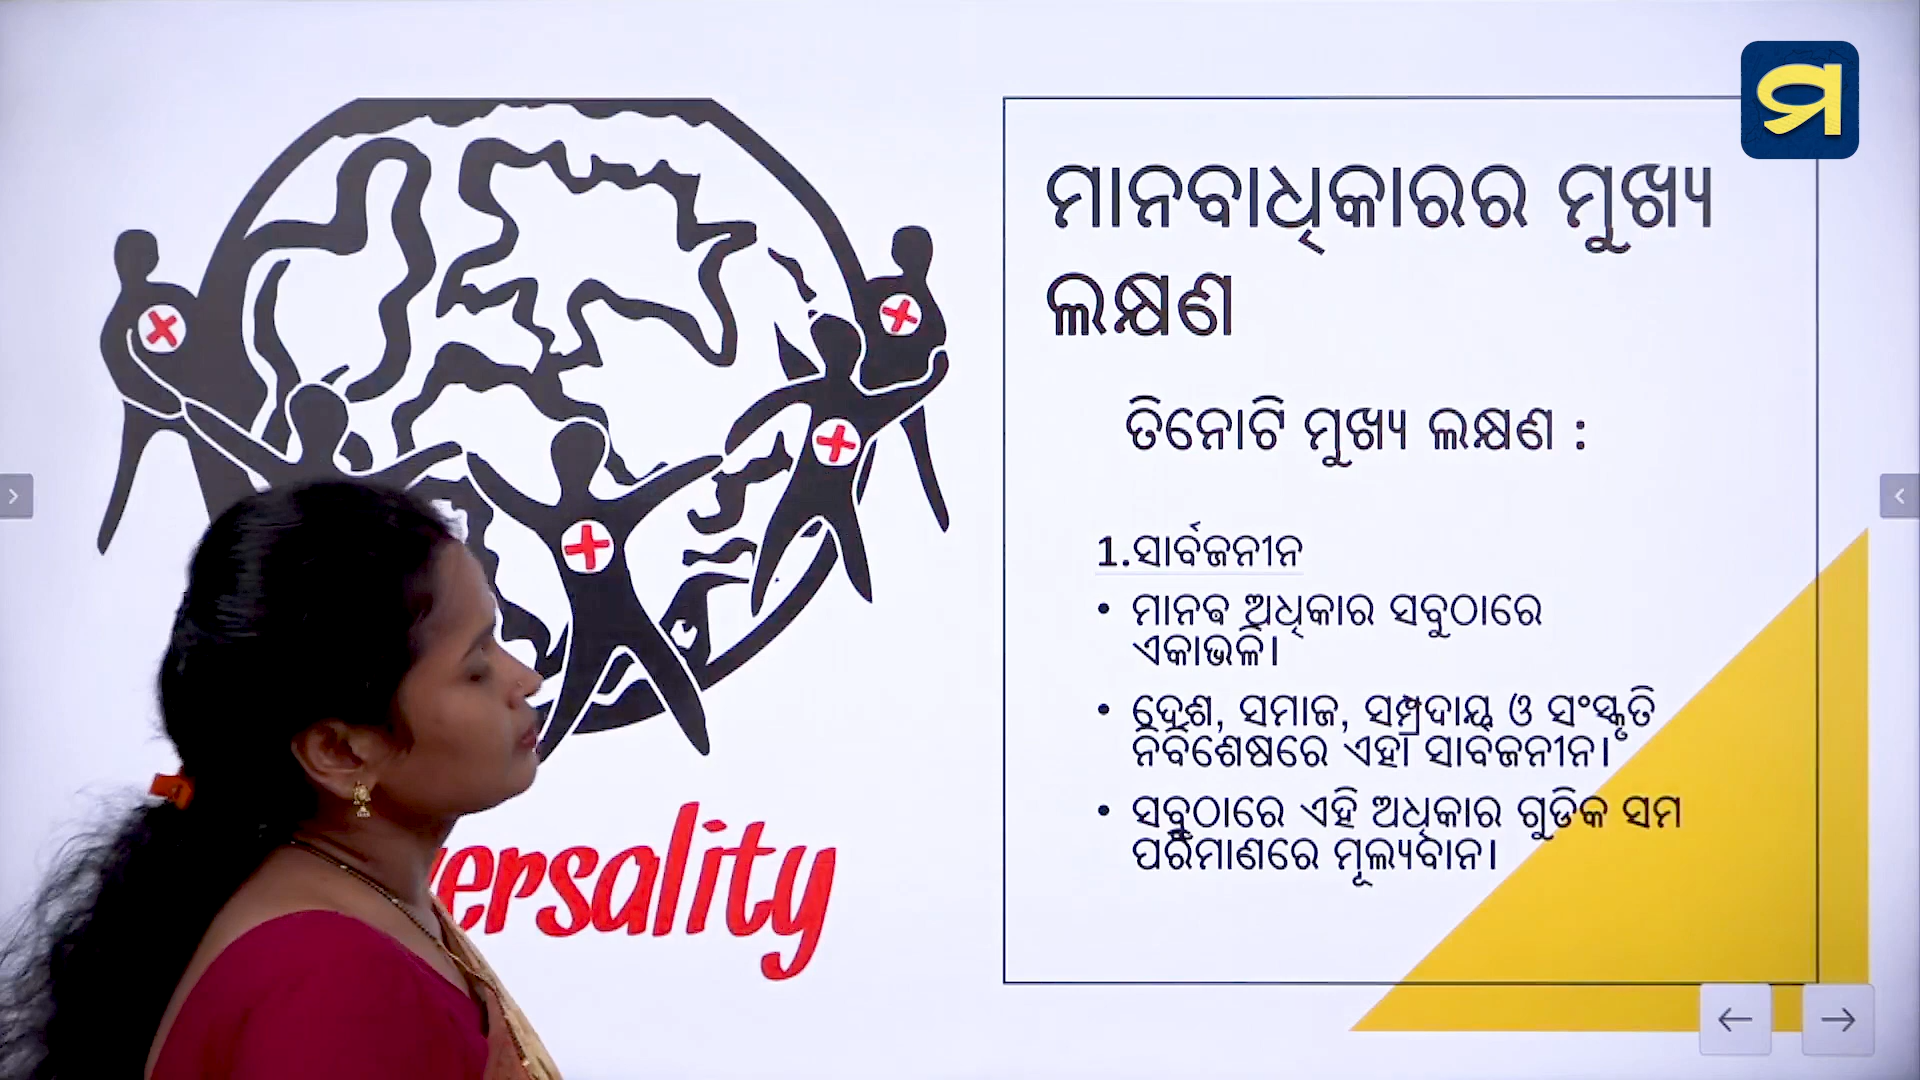 ମ
ମାନବାଧିକାରର ମୁଖ୍ୟ
ଲକ୍ଷଣ
ତିନୋଟି ମୁଖ୍ୟ ଲକ୍ଷଣ :
1.ସାର୍ବଜନୀନ
• ମାନବ ଅଧିକାର ସବୁଠାରେ
ଏକାଭଳି।
• ଦେଶ, ସମାଜ, ସମ୍ପ୍ରଦାୟ ଓ ସଂସ୍କୃତି
ନିର୍ବିଶେଷରେ ଏହା ସାର୍ବଜନୀନ।
• ସବୁଠାରେ ଏହି ଅଧିକାର ଗୁଡିକ ସମ
ପରିମାଣରେ ମୂଲ୍ୟବାନ।